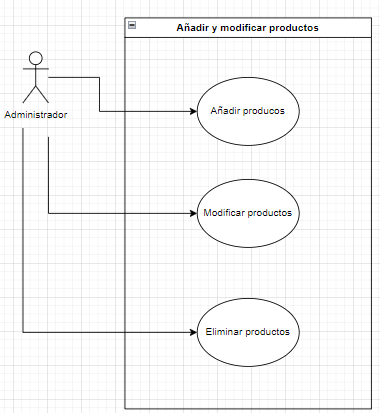 Añadir y modificar productos
Administrador
Añadir producos
Modificar productos
Eliminar productos